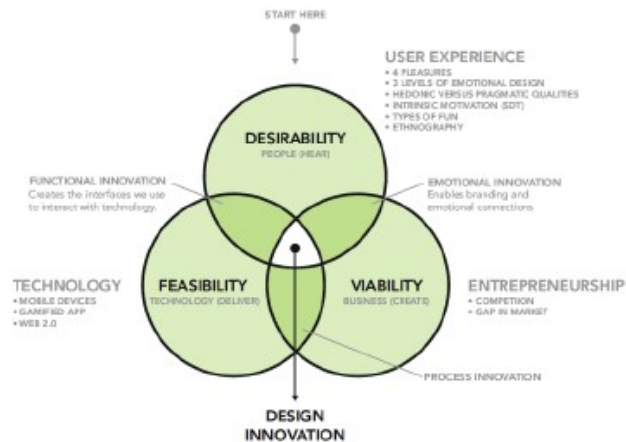 START HERE
USER EXPERIENCE
• 4 PLEASURES
• 3 LEVELS OF EMOTIONAL DESIGN
• HEDONIC VERSUS PRAGMATIC QUALITIES
• INTRINSIC MOTIVATION (SDT)
• TYPES OF FUN
• ETHNOGRAPHY
DESIRABILITY
PEOPLE (HEAR)
FUNCTIONAL INNOVATION
Creates the interfaces we use
to interact with technology.
EMOTIONAL INNOVATION
Enables branding and
emotional connections
TECHNOLOGY
• MOBILE DEVICES
• GAMIFIED APP
• WEB 2.0
FEASIBILITY
TECHNOLOGY (DELIVER)
VIABILITY
BUSINESS (CREATE)
ENTREPRENEURSHIP
• COMPETION
• GAP IN MARKET
PROCESS INNOVATION
DESIGN
INNOVATION